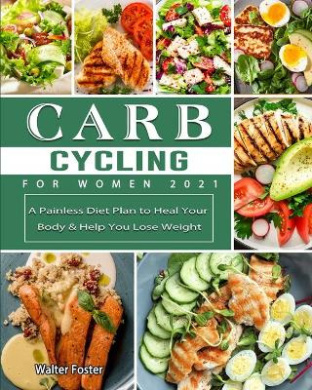 CARB
CYCLING
FOR WOMEN 2021
A Painless Diet Plan to Heal Your
Body & Help You Lose Weight
Walter Foster